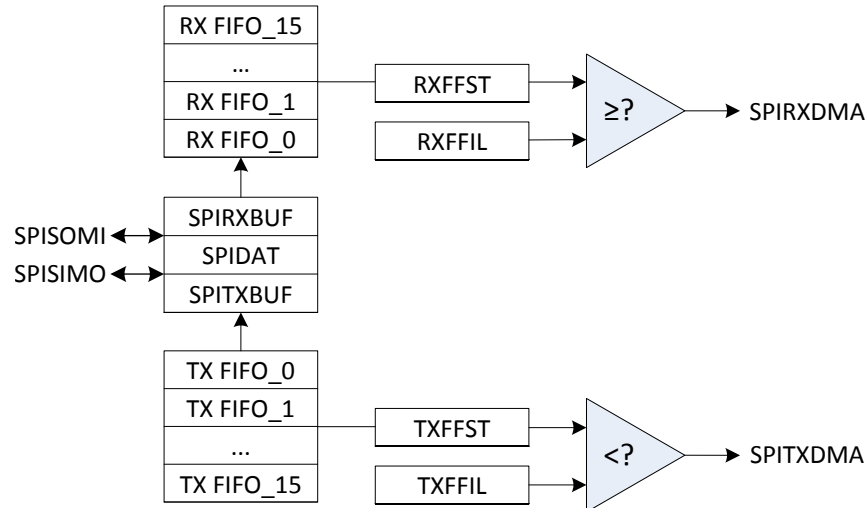 RX FIFO_15
...
RX FIFO_1
RX FIFO_0
RXFFST
RXFFIL
≥?
SPIRXDMA
SPISOMI
SPISIMO
SPIRXBUF
SPIDAT
SPITXBUF
TX FIFO_0
TX FIFO_1
...
TX FIFO_15
TXFFST
TXFFIL
<?
SPITXDMA